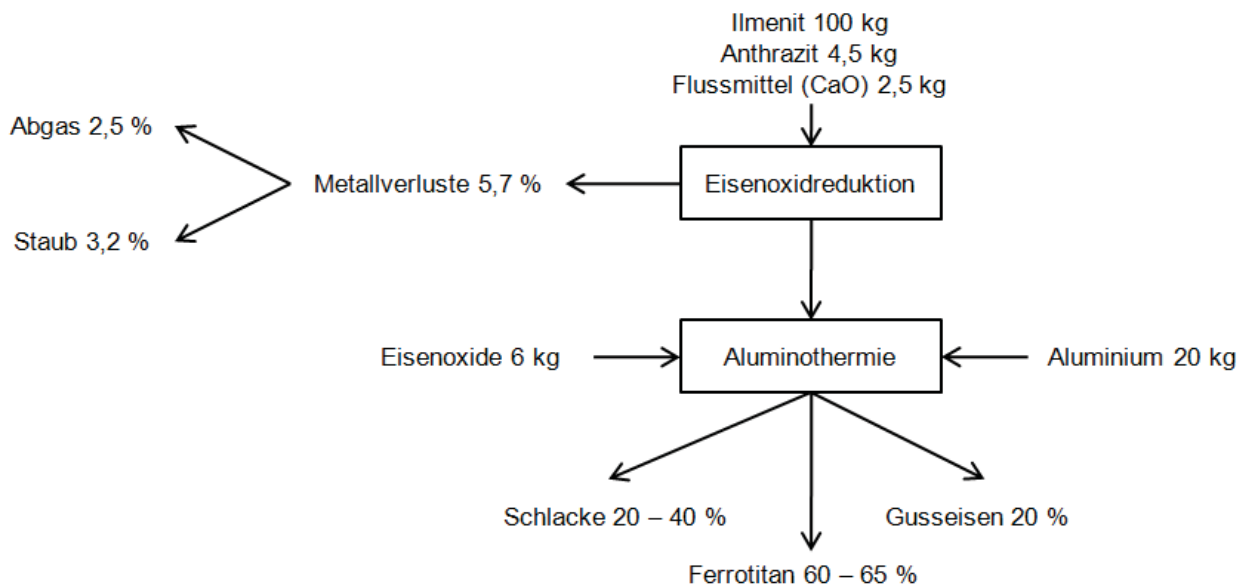 Ilmenit 100 kg
Anthrazit 4,5 kg
Flussmittel (CaO) 2,5 kg
Abgas 2,5 %
Metallverluste 5,7 %
Eisenoxidreduktion
Staub 3,2 %
Eisenoxide 6 kg
Aluminothermie
Aluminium 20 kg
Schlacke 20 – 40 %
Gusseisen 20 %
Ferrotitan 60 – 65 %